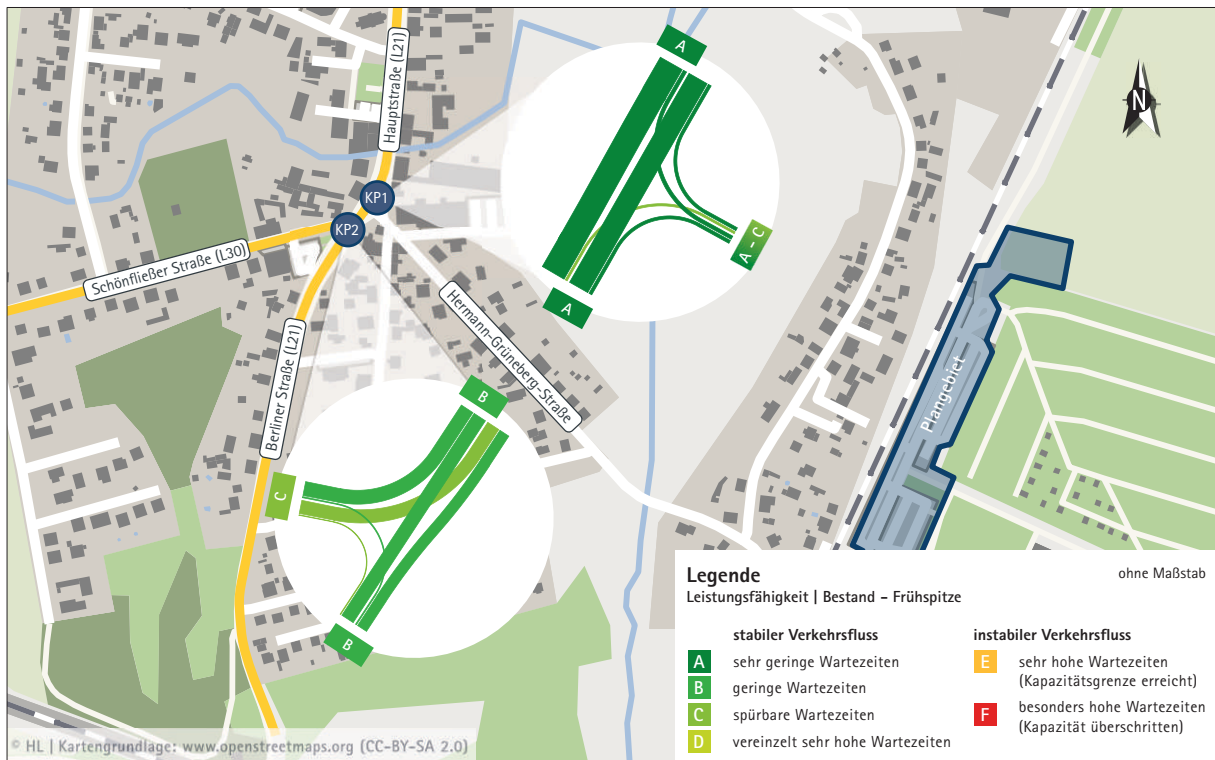 Hauptstraße (L21)
A
N
KP1
KP2
A - C
Schönfließer Straße (L30)
A
Hermann-Grüneberg-Straße
Berliner Straße (L21)
Plangebiet
B
C
B
Legende
ohne Maßstab
Leistungsfähigkeit | Bestand – Frühspitze
stabiler Verkehrsfluss
A sehr geringe Wartezeiten
B geringe Wartezeiten
C spürbare Wartezeiten
D vereinzelt sehr hohe Wartezeiten
instabiler Verkehrsfluss
E sehr hohe Wartezeiten
(Kapazitätsgrenze erreicht)
F besonders hohe Wartezeiten
(Kapazität überschritten)
© HL | Kartengrundlage: www.openstreetmaps.org (CC-BY-SA 2.0)